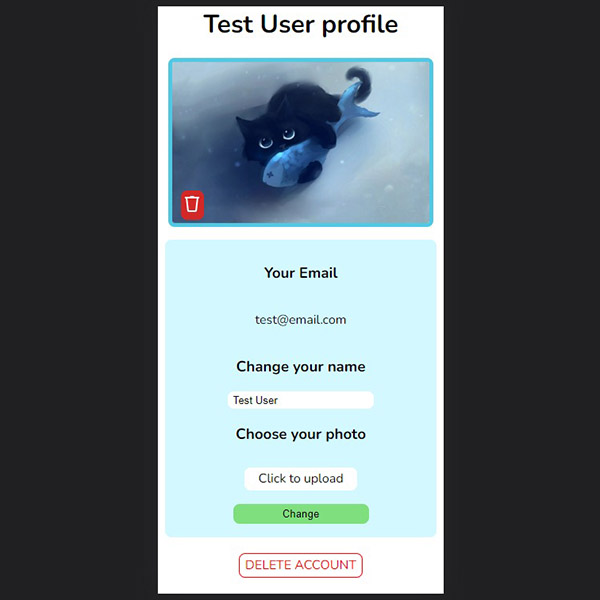 Test User profile
Your Email
test@email.com
Change your name
Test User
Choose your photo
Click to upload
Change
DELETE ACCOUNT